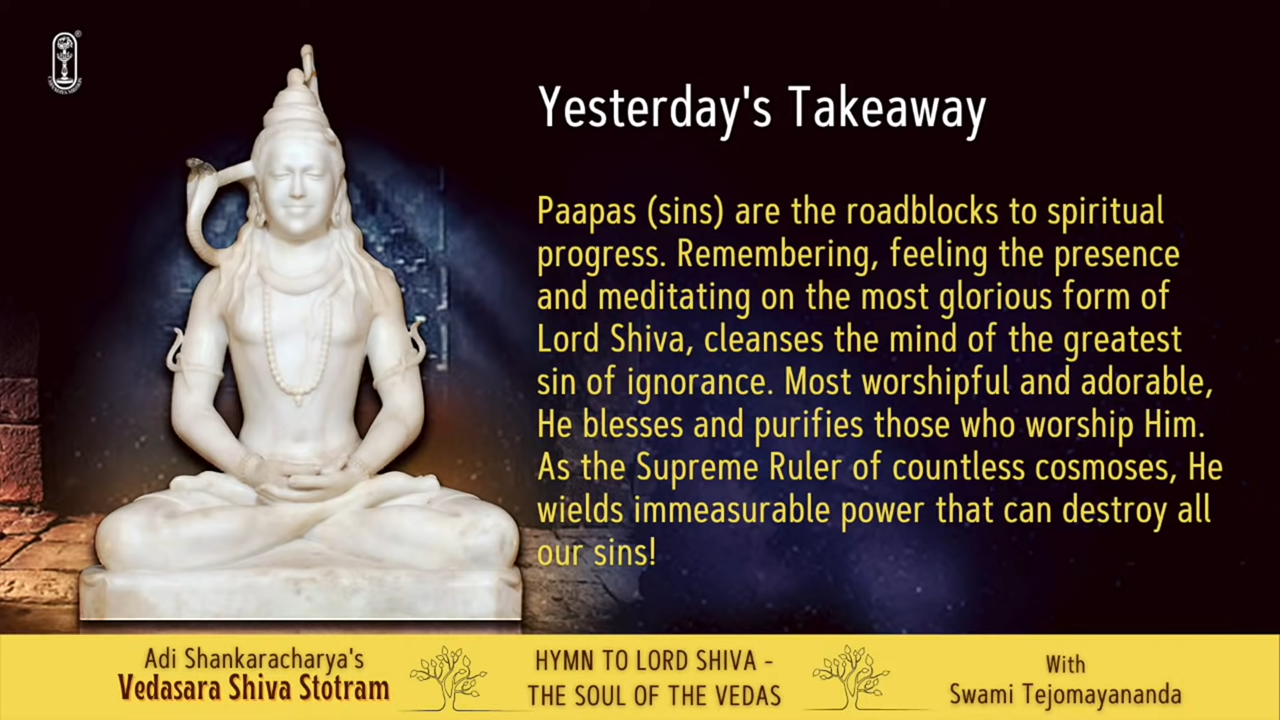 Yesterday's Takeaway
Paapas (sins) are the roadblocks to spiritual
progress. Remembering, feeling the presence
and meditating on the most glorious form of
Lord Shiva, cleanses the mind of the greatest
sin of ignorance. Most worshipful and adorable,
He blesses and purifies those who worship Him.
As the Supreme Ruler of countless cosmoses, He
wields immeasurable power that can destroy all
our sins!
Adi Shankaracharya's
Vedasara Shiva Stotram
HYMN TO LORD SHIVA -
THE SOUL OF THE VEDAS
With
Swami Tejomayananda